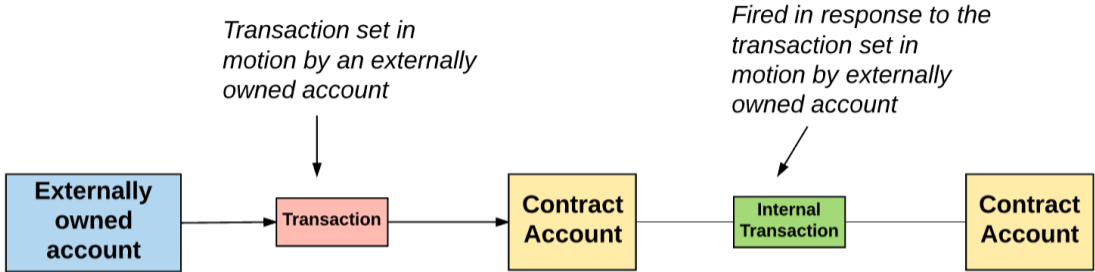 Transaction set in
motion by an externally
owned account
Fired in response to the
transaction set in
motion by externally
owned account
Externally
owned
account
Transaction
Contract
Account
Internal
Transaction
Contract
Account